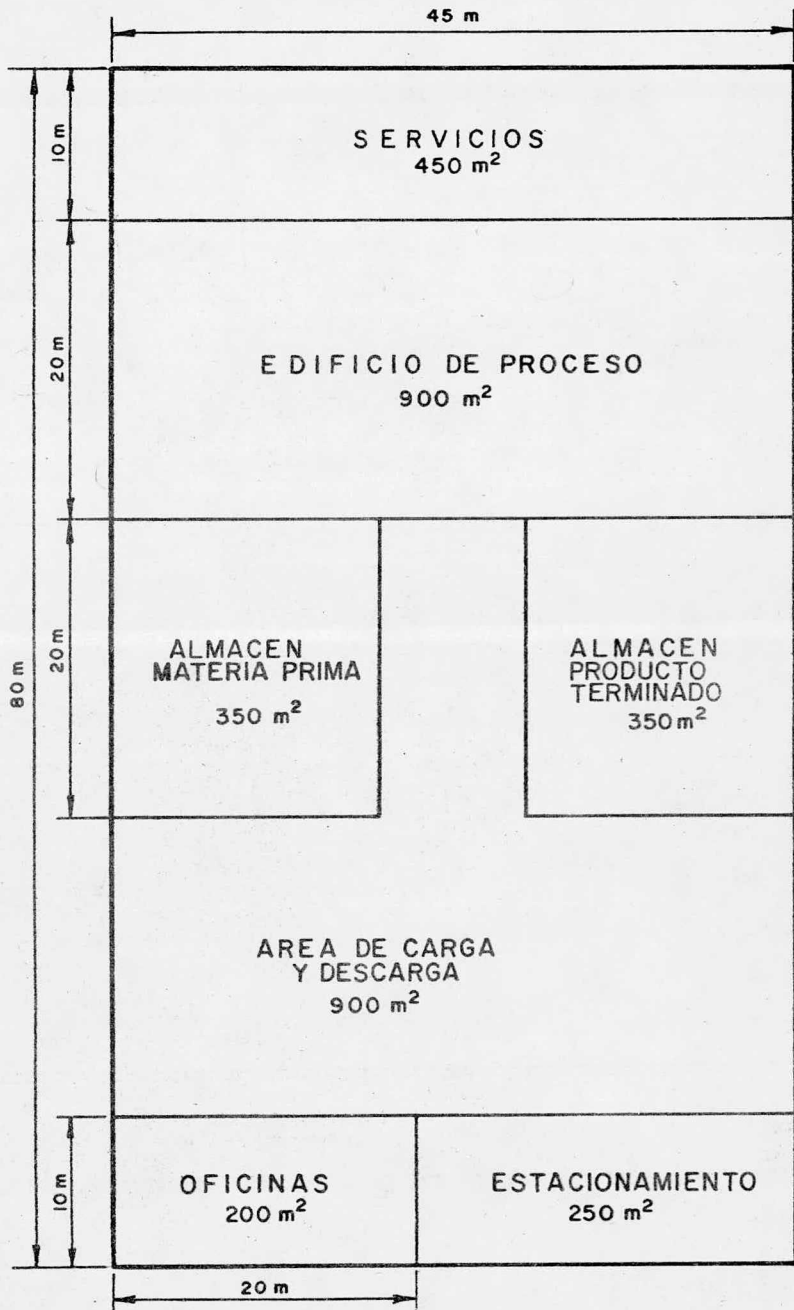 45 m
10 m
SERVICIOS
450 m²
20 m
EDIFICIO DE PROCESO
900 m²
80 m
20 m
ALMACEN
MATERIA PRIMA
350 m²
ALMACEN
PRODUCTO
TERMINADO
350 m²
AREA DE CARGA
Y DESCARGA
900 m²
10 m
OFICINAS
200 m²
ESTACIONAMIENTO
250 m²
20 m